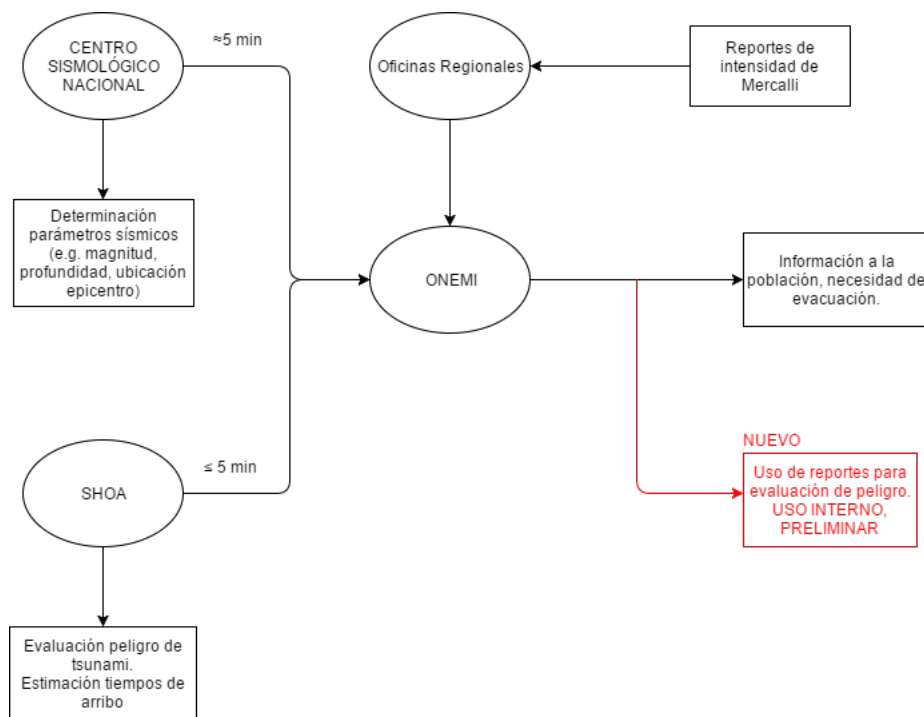 CENTRO
SISMOLÓGICO
NACIONAL
≈5 min
Oficinas Regionales
Reportes de
intensidad de
Mercalli
Determinación
parámetros sísmicos
(e.g. magnitud,
profundidad, ubicación
epicentro)
ONEMI
Información a la
población, necesidad de
evacuación.
SHOA
≤ 5 min
NUEVO
Uso de reportes para
evaluación de peligro.
USO INTERNO,
PRELIMINAR
Evaluación peligro de
tsunami.
Estimación tiempos de
arribo